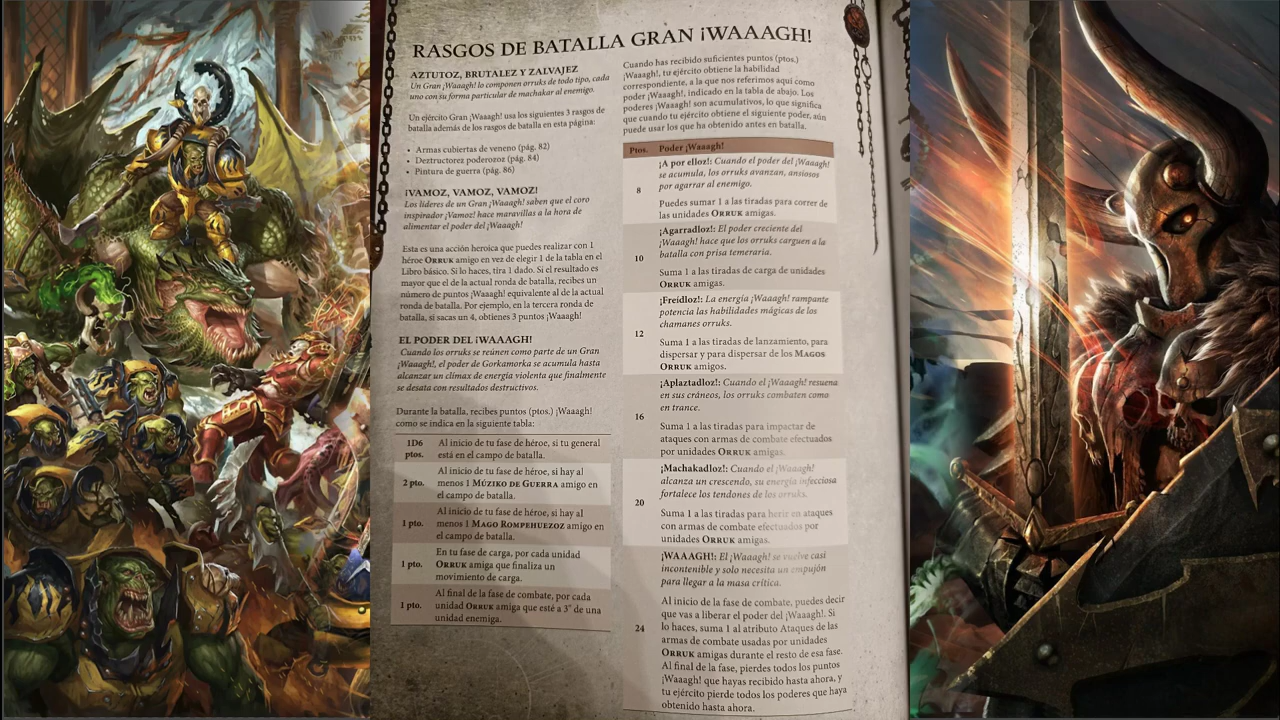 RASGOS DE BATALLA GRAN ¡WAAAGH!
AZTUTOZ, BRUTALEZ Y ZALVAJEZ
Un Gran ¡Waaagh! lo componen orruks de todo tipo, cada
uno con su forma particular de machakar al enemigo.
Un ejército Gran ¡Waaagh! usa los siguientes 3 rasgos de
batalla además de los rasgos de batalla en esta página:
• Armas cubiertas de veneno (pág. 82)
• Deztructorez poderozoz (pág. 84)
• Pintura de guerra (pág. 86)
¡VAMOZ, VAMOZ, VAMOZ!
Los líderes de un Gran ¡Waaagh! saben que el coro
inspirador ¡Vamoz! hace maravillas a la hora de
alimentar el poder del ¡Waaagh!
Esta es una acción heroica que puedes realizar con 1
héroe ORRUK amigo en vez de elegir 1 de la tabla en el
Libro básico. Si lo haces, tira 1 dado. Si el resultado es
mayor que el de la actual ronda de batalla, recibes un
número de puntos ¡Waaagh! equivalente al de la actual
ronda de batalla. Por ejemplo, en la tercera ronda de
batalla, si sacas un 4, obtienes 3 puntos ¡Waaagh!
EL PODER DEL ¡WAAAGH!
Cuando los orruks se reúnen como parte de un Gran
¡Waaagh!, el poder de Gorkamorka se acumula hasta
alcanzar un clímax de energía violenta que finalmente
se desata con resultados destructivos.
Durante la batalla, recibes puntos (ptos.) ¡Waaagh!
como se indica en la siguiente tabla:
1D6 ptos. Al inicio de tu fase de héroe, si tu general
está en el campo de batalla.
2 pto. Al inicio de tu fase de héroe, si hay al
menos 1 MÚZIKO DE GUERRA amigo en
el campo de batalla.
1 pto. Al inicio de tu fase de héroe, si hay al
menos 1 MAGO ROMPEHUEZOZ amigo en
el campo de batalla.
1 pto. En tu fase de carga, por cada unidad
ORRUK amiga que finaliza un
movimiento de carga.
1 pto. Al final de la fase de combate, por cada
unidad ORRUK amiga que esté a 3" de una
unidad enemiga.
Cuando has recibido suficientes puntos (ptos.)
¡Waaagh!, tu ejército obtiene la habilidad
correspondiente, a la que nos referimos aquí como
poder ¡Waaagh!, indicado en la tabla de abajo. Los
poderes ¡Waaagh! son acumulativos, lo que significa
que cuando tu ejército obtiene el siguiente poder, aún
puede usar los que ha obtenido antes en batalla.
Ptos. Poder ¡Waaagh!
8 ¡A por elloz!: Cuando el poder del ¡Waaagh!
se acumula, los orruks avanzan, ansiosos
por agarrar al enemigo.
Puedes sumar 1 a las tiradas para correr de
las unidades ORRUK amigas.
10 ¡Agarradloz!: El poder creciente del
¡Waaagh! hace que los orruks carguen a la
batalla con prisa temeraria.
Suma 1 a las tiradas de carga de unidades
ORRUK amigas.
12 ¡Freídloz!: La energía ¡Waaagh! rampante
potencia las habilidades mágicas de los
chamanes orruks.
Suma 1 a las tiradas de lanzamiento, para
dispersar y para dispersar de los MAGOS
ORRUK amigos.
16 ¡Aplaztadloz!: Cuando el ¡Waaagh! resuena
en sus cráneos, los orruks combaten como
en trance.
Suma 1 a las tiradas para impactar de
ataques con armas de combate efectuados
por unidades ORRUK amigas.
20 ¡Machakadloz!: Cuando el ¡Waaagh!
alcanza un crescendo, su energía infecciosa
fortalece los tendones de los orruks.
Suma 1 a las tiradas para herir en ataques
con armas de combate efectuados por
unidades ORRUK amigas.
24 ¡WAAAGH!: El ¡Waaagh! se vuelve casi
incontenible y solo necesita un empujón
para llegar a la masa crítica.
Al inicio de la fase de combate, puedes decir
que vas a liberar el poder del ¡Waaagh!. Si
lo haces, suma 1 al atributo Ataques de las
armas de combate usadas por unidades
ORRUK amigas durante el resto de esa fase.
Al final de la fase, pierdes todos los puntos
¡Waaagh! que hayas recibido hasta ahora, y
tu ejército pierde todos los poderes que haya
obtenido hasta ahora.